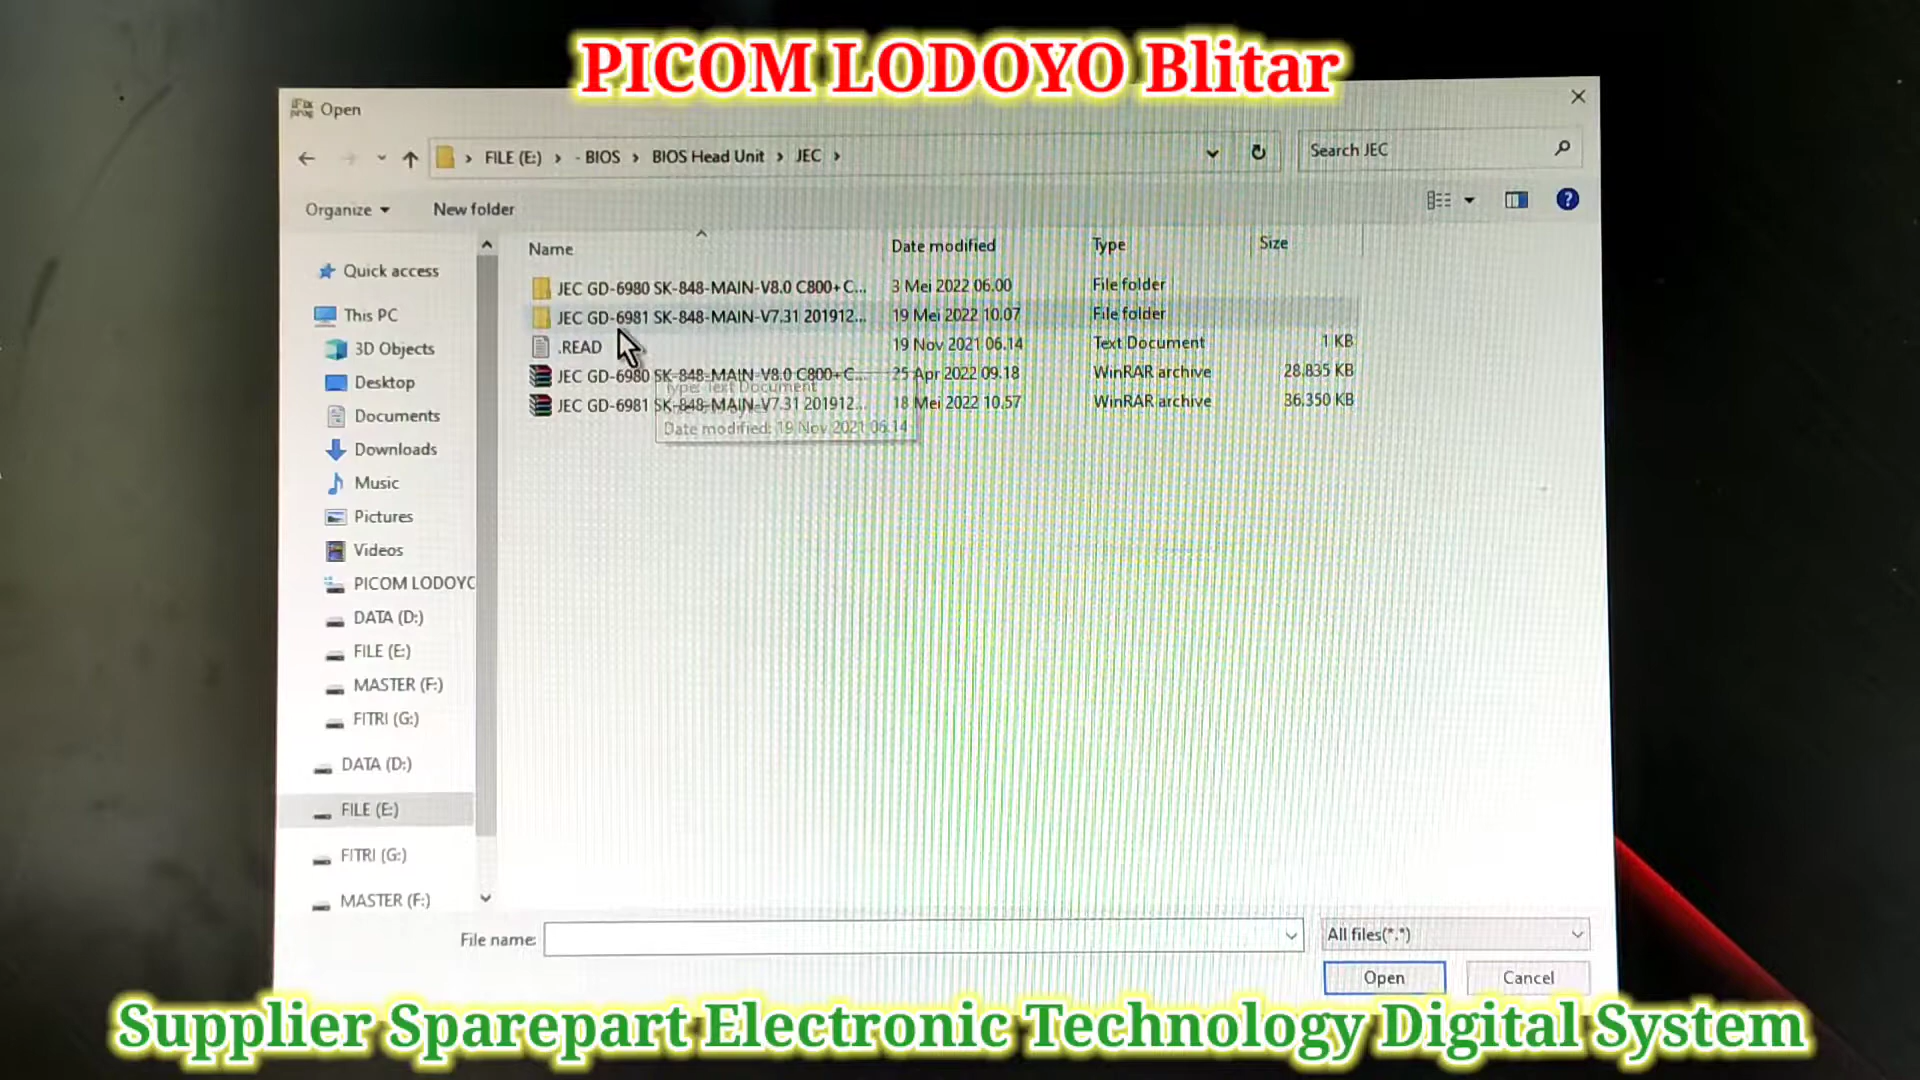 PICOM LODOYO Blitar
Open
FILE (E:) › - BIOS › BIOS Head Unit › JEC ›
Search JEC
Organize
New folder
Name Date modified Type Size
JEC GD-6980 SK-848-MAIN-V8.0 C800+C... 3 Mei 2022 06.00 File folder
JEC GD-6981 SK-848-MAIN-V7.31 201912... 19 Mei 2022 10.07 File folder
.READ 19 Nov 2021 06.14 Text Document 1 KB
JEC GD-6980 SK-848-MAIN-V8.0 C800+C... 25 Apr 2022 09.18 WinRAR archive 28.835 KB
Type: Text Document
JEC GD-6981 SK-848-MAIN-V7.31 201912... 18 Mei 2022 10.57 WinRAR archive 36.350 KB
Date modified: 19 Nov 2021 06.14
Quick access
This PC
3D Objects
Desktop
Documents
Downloads
Music
Pictures
Videos
PICOM LODOYO
DATA (D:)
FILE (E:)
MASTER (F:)
FITRI (G:)
DATA (D:)
FILE (E:)
FITRI (G:)
MASTER (F:)
File name:
All files(*.*)
Open
Cancel
Supplier Sparepart Electronic Technology Digital System